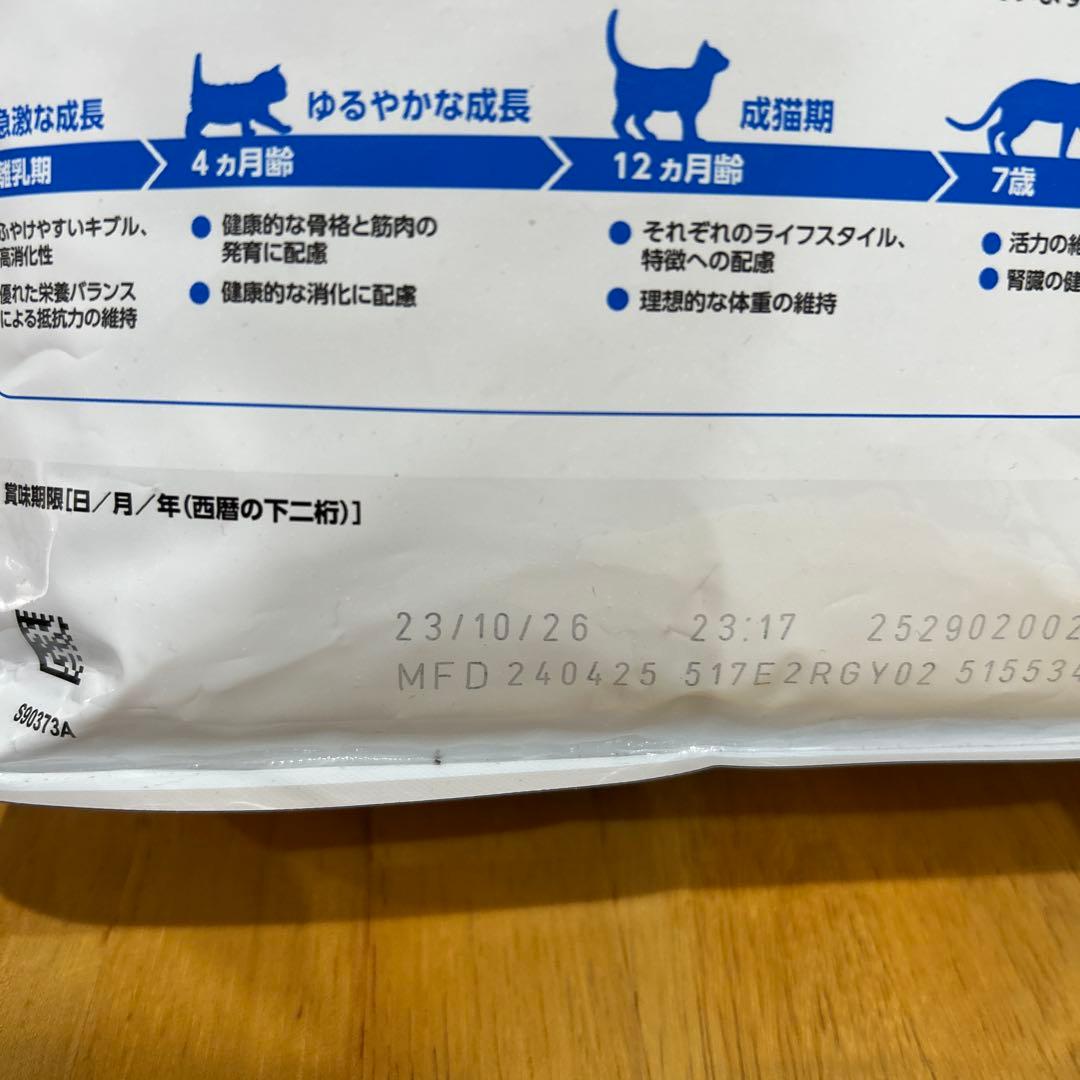 急激な成長
ゆるやかな成長
成猫期
離乳期
4ヵ月齢
12ヵ月齢
7歳
ふやけやすいキブル、
高消化性
優れた栄養バランス
による抵抗力の維持
● 健康的な骨格と筋肉の
発育に配慮
● 健康的な消化に配慮
● それぞれのライフスタイル、
特徴への配慮
● 理想的な体重の維持
● 活力の維
● 腎臓の健
賞味期限[日/月/年(西暦の下二桁)]
23/10/26 23:17 252902002
MFD 240425 517E2RGY02 515534
S90373A